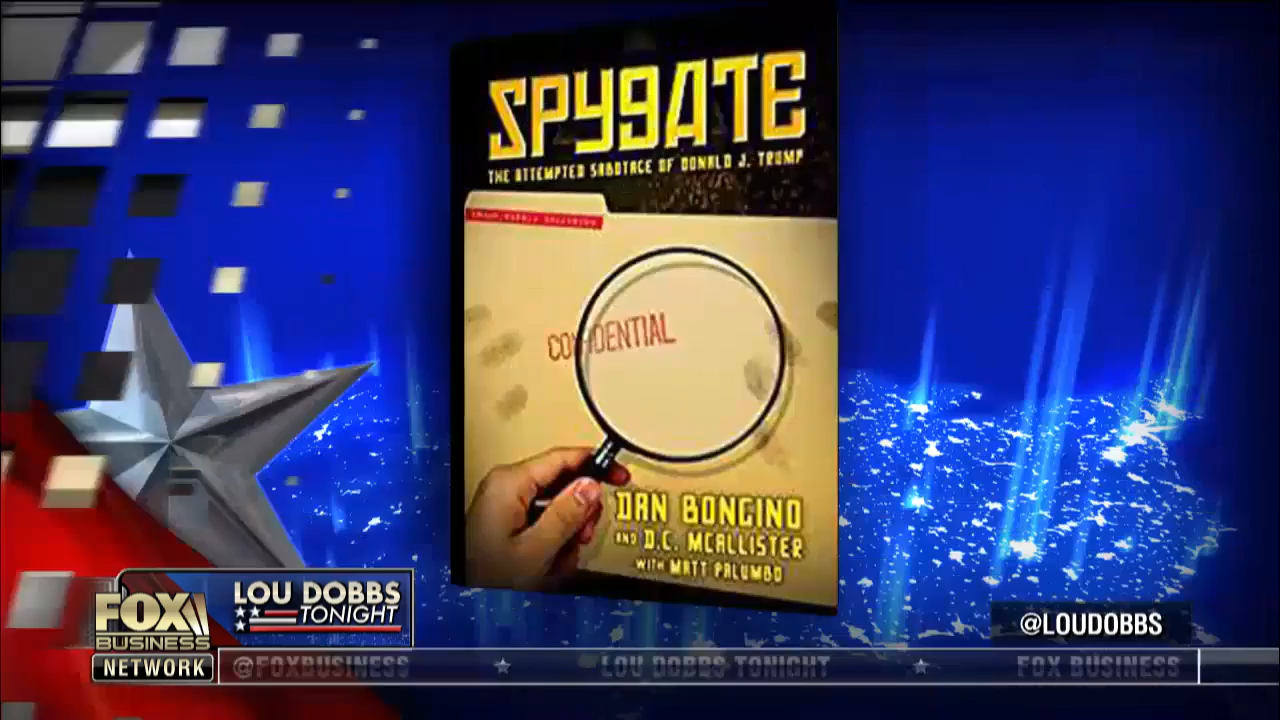 SPYGATE
THE ATTEMPTED SABOTAGE OF DONALD J. TRUMP
CONFIDENTIAL
DAN BONGINO
AND D.C. MCALLISTER
WITH MATT PALUMBO
FOX
BUSINESS
NETWORK
LOU DOBBS
TONIGHT
@LOUDOBBS
@FOXBUSINESS LOU DOBBS TONIGHT FOX BUSINESS